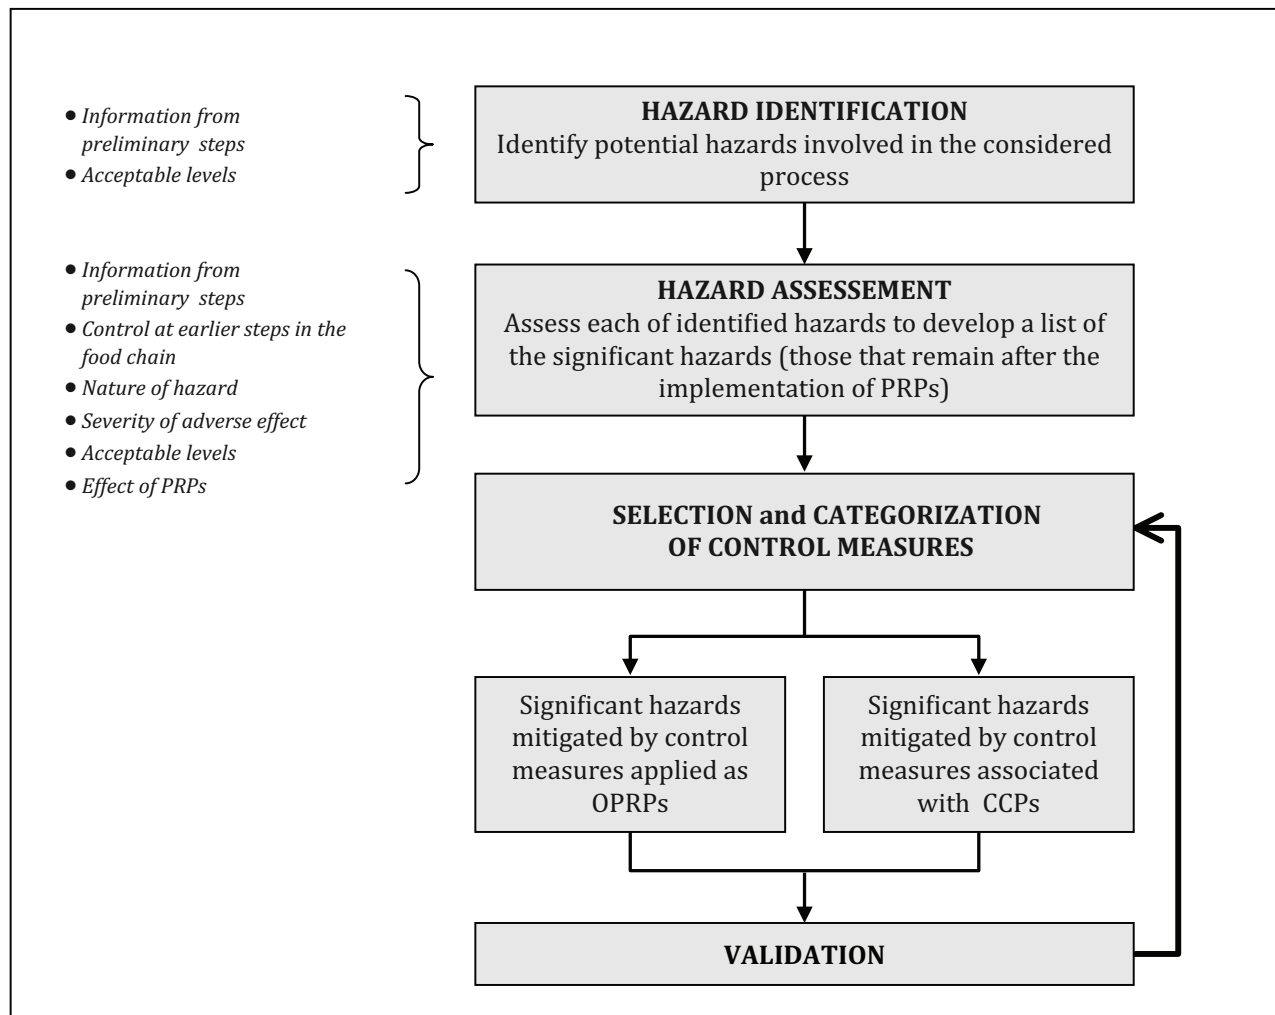 • Information from
preliminary steps
• Acceptable levels
HAZARD IDENTIFICATION
Identify potential hazards involved in the considered
process
• Information from
preliminary steps
• Control at earlier steps in the
food chain
• Nature of hazard
• Severity of adverse effect
• Acceptable levels
• Effect of PRPs
HAZARD ASSESSEMENT
Assess each of identified hazards to develop a list of
the significant hazards (those that remain after the
implementation of PRPs)
SELECTION and CATEGORIZATION
OF CONTROL MEASURES
Significant hazards
mitigated by control
measures applied as
OPRPs
Significant hazards
mitigated by control
measures associated
with CCPs
VALIDATION